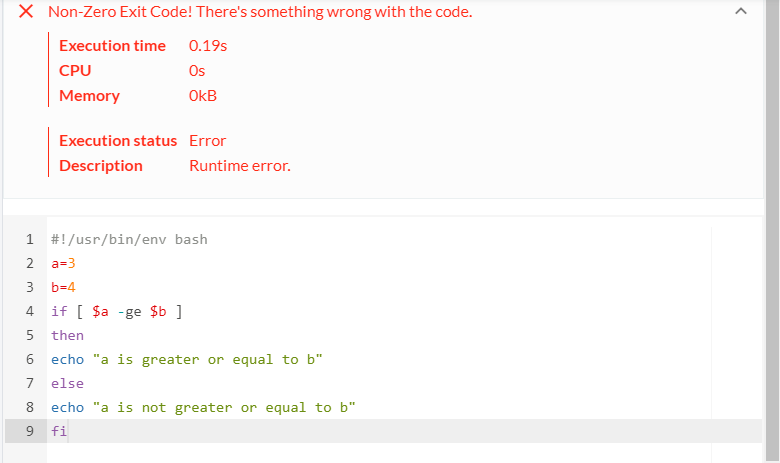 Non-Zero Exit Code! There's something wrong with the code.
Execution time 0.19s
CPU 0s
Memory 0kB
Execution status Error
Description Runtime error.
1 #!/usr/bin/env bash
2 a=3
3 b=4
4 if [ $a -ge $b ]
5 then
6 echo "a is greater or equal to b"
7 else
8 echo "a is not greater or equal to b"
9 fi